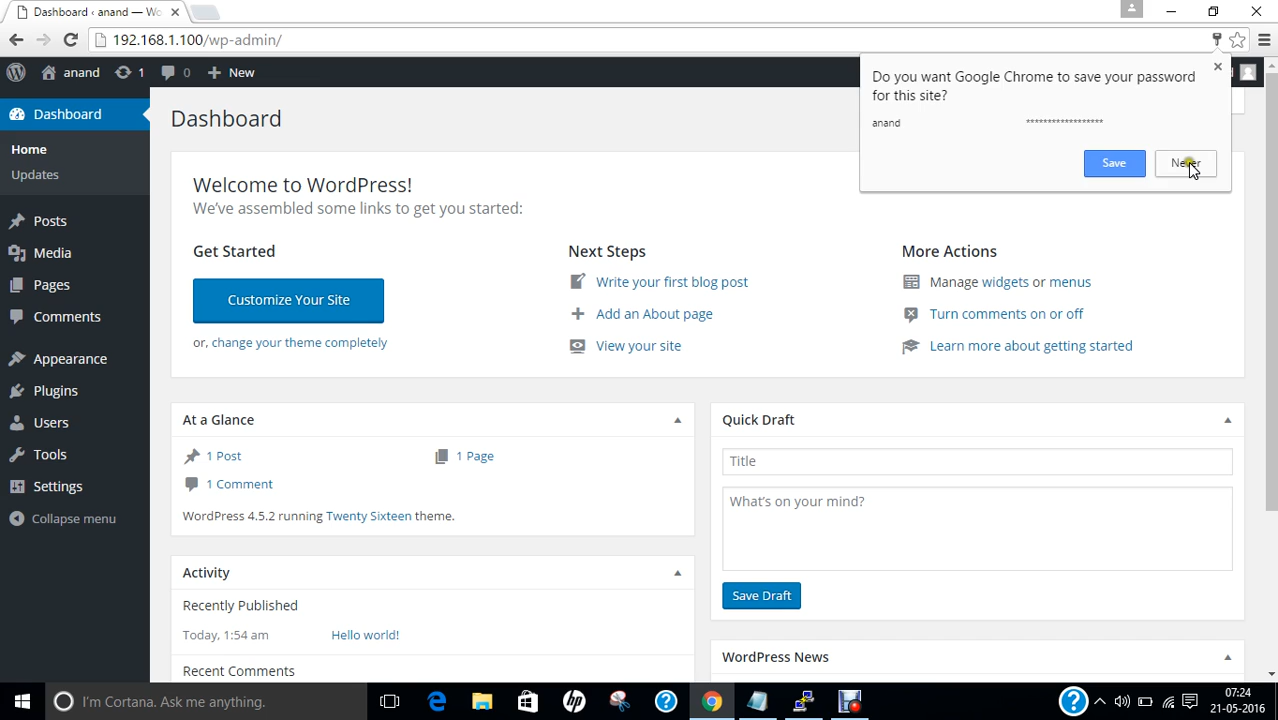 Dashboard ‹ anand — Wo
192.168.1.100/wp-admin/
anand 1 0 New
Do you want Google Chrome to save your password
for this site?
anand ******************
Save Never
Dashboard
Home
Updates
Posts
Media
Pages
Comments
Appearance
Plugins
Users
Tools
Settings
Collapse menu
Dashboard
Welcome to WordPress!
We’ve assembled some links to get you started:
Get Started
Customize Your Site
or, change your theme completely
Next Steps
Write your first blog post
Add an About page
View your site
More Actions
Manage widgets or menus
Turn comments on or off
Learn more about getting started
At a Glance
1 Post 1 Page
1 Comment
WordPress 4.5.2 running Twenty Sixteen theme.
Activity
Recently Published
Today, 1:54 am Hello world!
Recent Comments
Quick Draft
Title
What’s on your mind?
Save Draft
WordPress News
I'm Cortana. Ask me anything.
07:24
21-05-2016